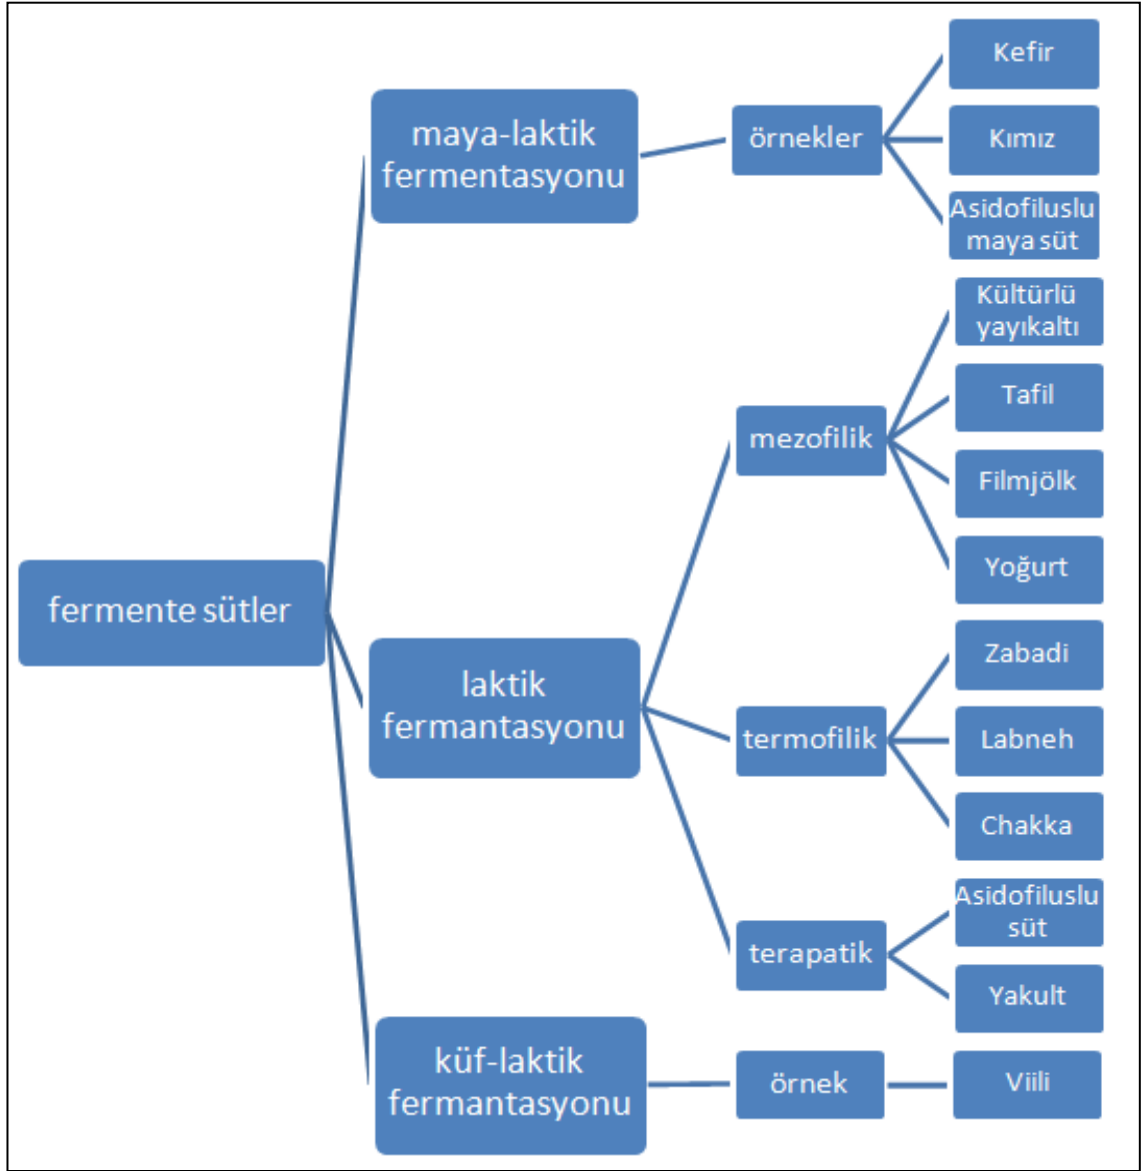 fermente sütler
maya-laktik
fermentasyonu
örnekler
Kefir
Kımız
Asidofiluslu
maya süt
laktik
fermantasyonu
mezofilik
Kültürlü
yayıkaltı
Tafil
Filmjölk
Yoğurt
termofilik
Zabadi
Labneh
Chakka
terapatik
Asidofiluslu
süt
Yakult
küf-laktik
fermantasyonu
örnek
Viili